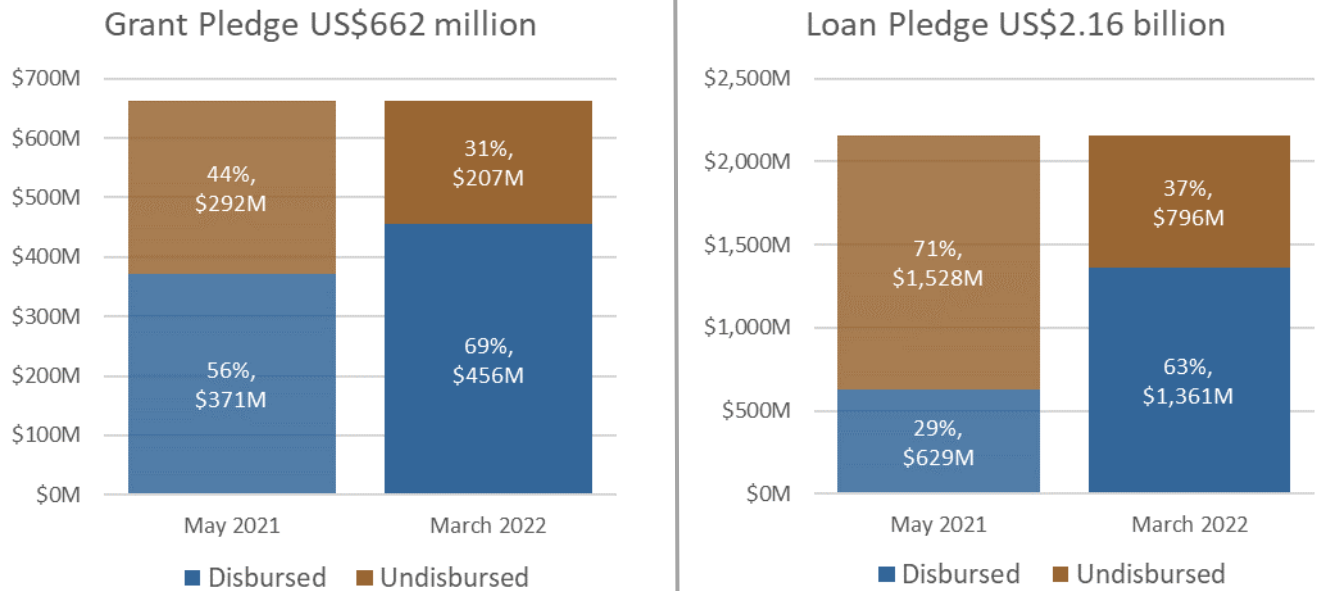 Grant Pledge US$662 million
$700M
$600M
$500M
$400M
$300M
$200M
$100M
$0M
44%,
$292M
56%,
$371M
31%,
$207M
69%,
$456M
May 2021
March 2022
Disbursed
Undisbursed
Loan Pledge US$2.16 billion
$2,500M
$2,000M
$1,500M
$1,000M
$500M
$0M
71%,
$1,528M
29%,
$629M
37%,
$796M
63%,
$1,361M
May 2021
March 2022
Disbursed
Undisbursed